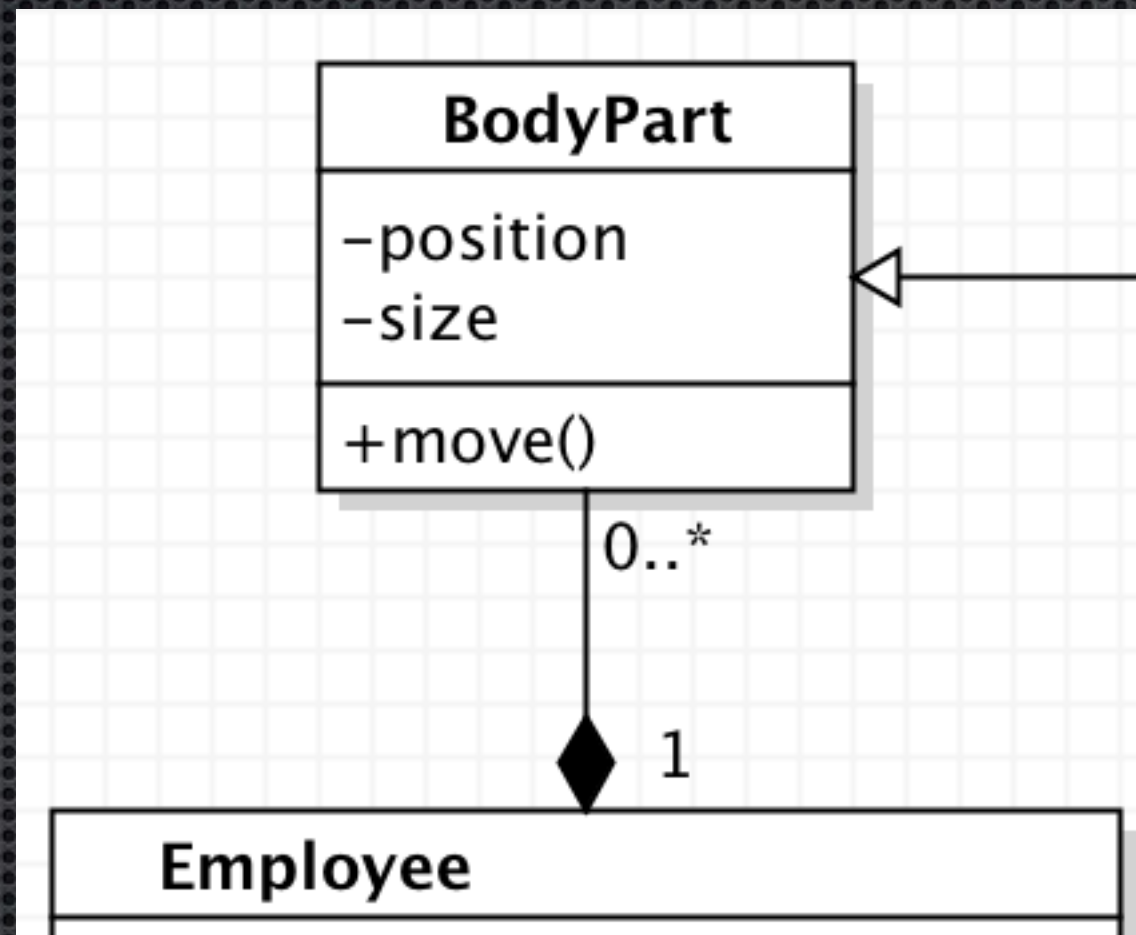 BodyPart
–position
–size
+move()
0..*
1
Employee